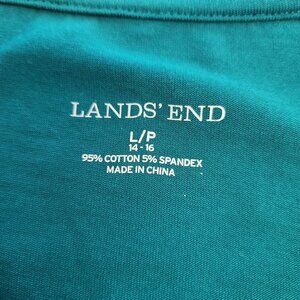 LANDS' END
L/P
14 - 16
95% COTTON 5% SPANDEX
MADE IN CHINA